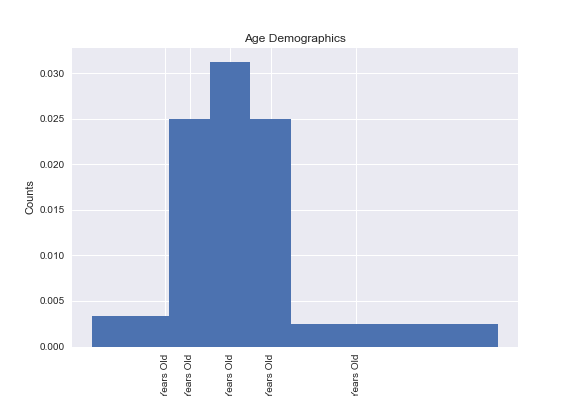 Age Demographics
Counts
0.030
0.025
0.020
0.015
0.010
0.005
0.000
Years Old
Years Old
Years Old
Years Old
Years Old